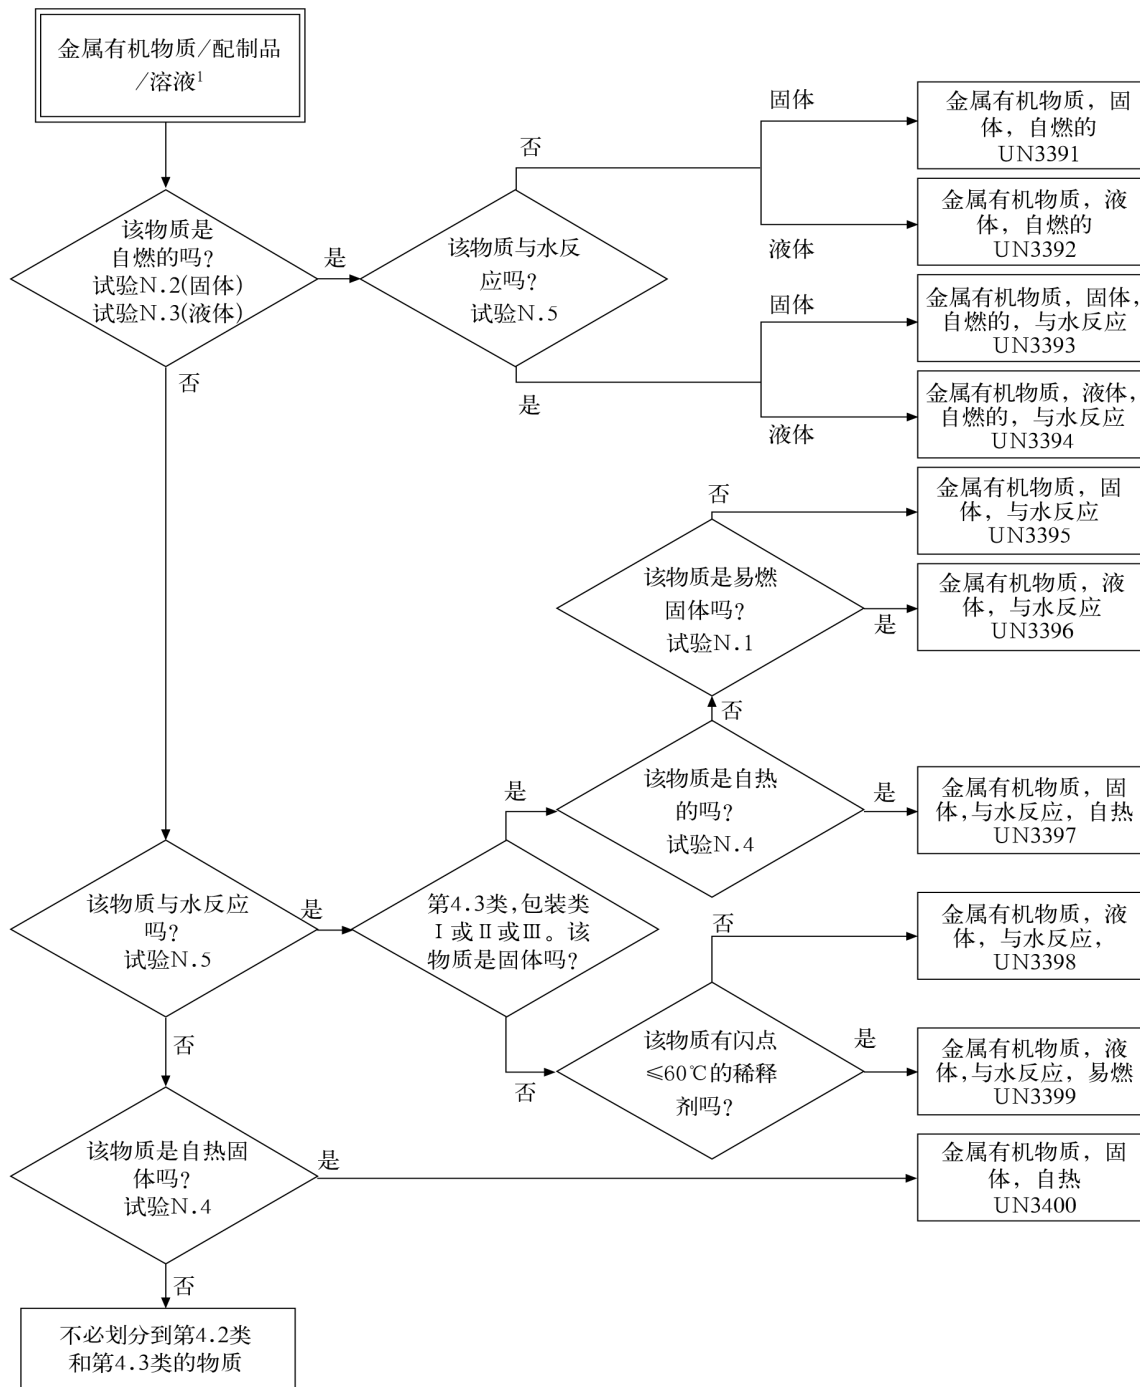 金属有机物质/配制品
/溶液1
该物质是
自燃的吗?
试验N.2(固体)
试验N.3(液体)
是
否
该物质与水反
应吗?
试验N.5
否
是
固体
液体
固体
液体
金属有机物质，固
体，自燃的
UN3391
金属有机物质，液
体，自燃的
UN3392
金属有机物质，固体，
自燃的，与水反应
UN3393
金属有机物质，液体，
自燃的，与水反应
UN3394
否
金属有机物质，固
体，与水反应
UN3395
该物质是易燃
固体吗?
试验N.1
是
金属有机物质，液
体，与水反应
UN3396
否
该物质是自热
的吗?
试验N.4
是
金属有机物质，固
体,与水反应，自热
UN3397
是
该物质与水反应
吗?
试验N.5
是
第4.3类,包装类
Ⅰ或Ⅱ或Ⅲ。该
物质是固体吗?
否
金属有机物质，液
体，与水反应，
UN3398
否
否
该物质有闪点
≤60℃的稀释
剂吗?
是
金属有机物质，液
体,与水反应，易燃
UN3399
该物质是自热固
体吗?
试验N.4
是
金属有机物质，固
体，自热
UN3400
否
不必划分到第4.2类
和第4.3类的物质